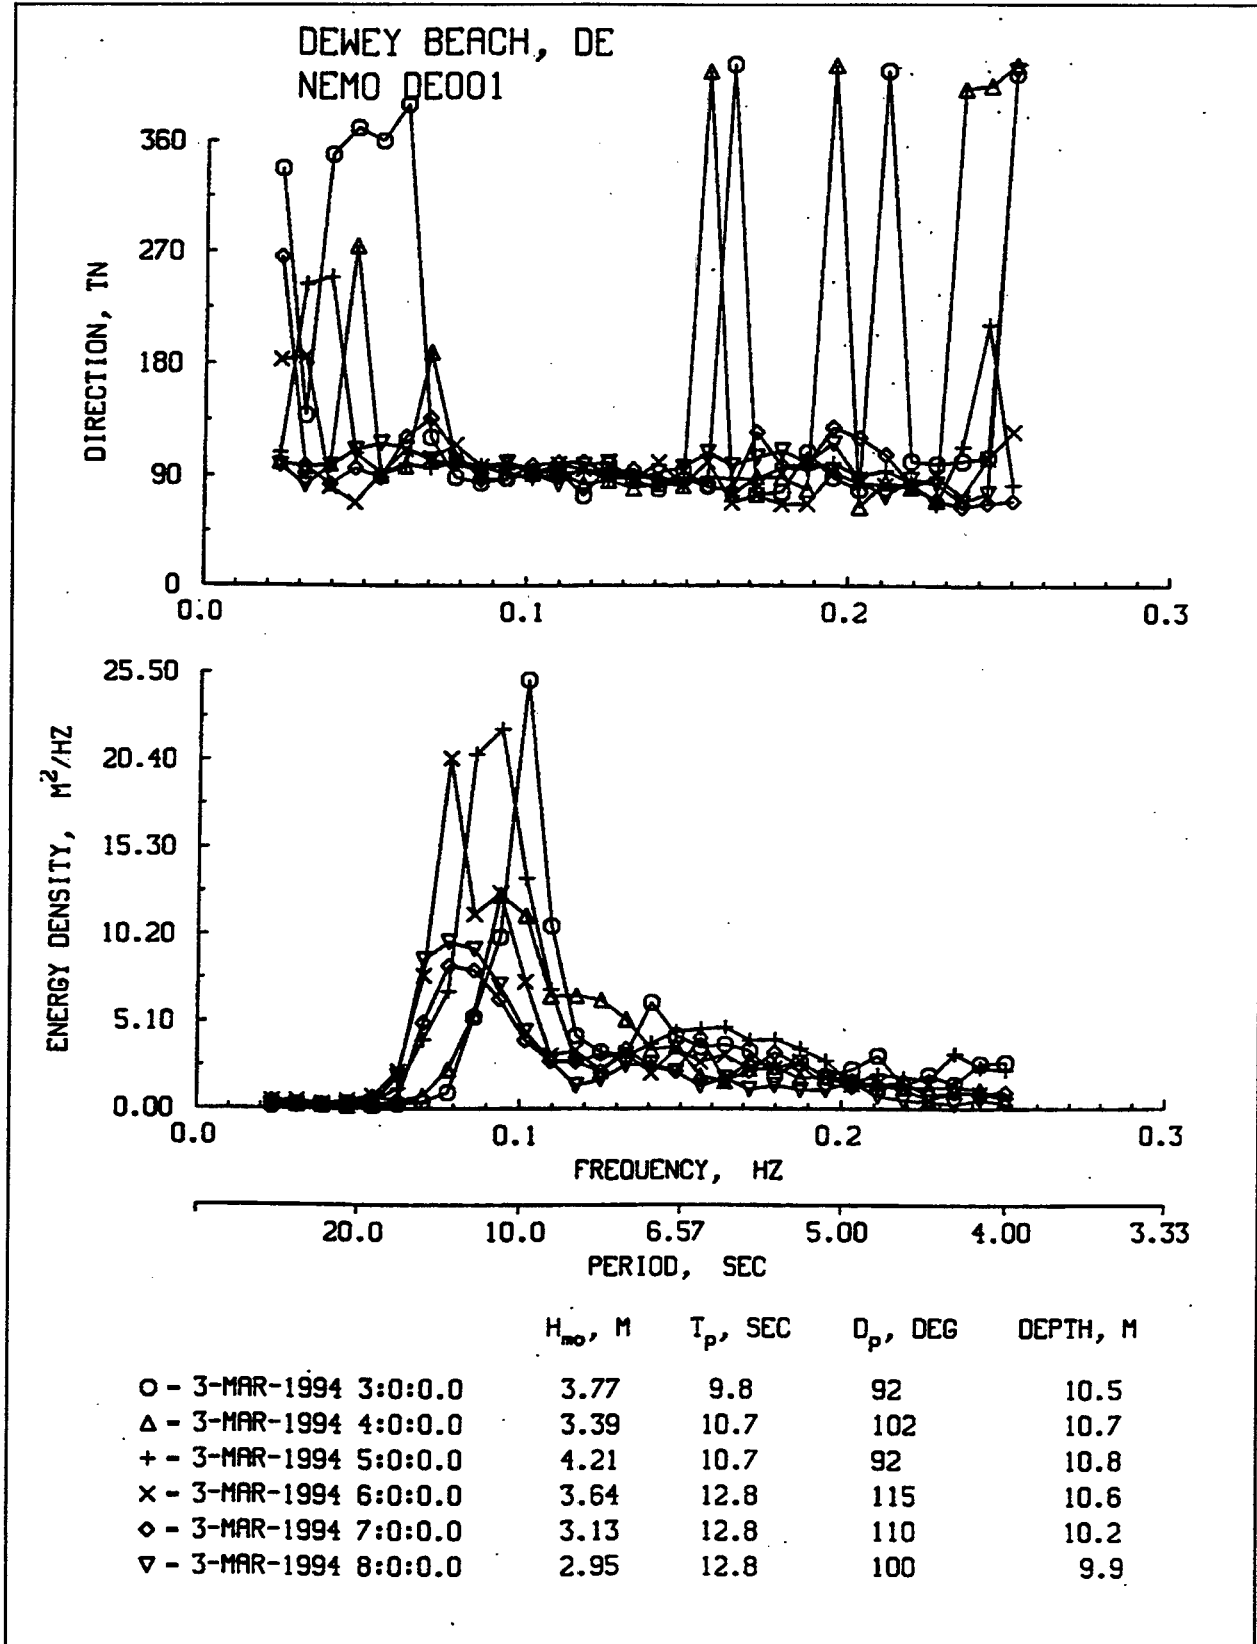 DEWEY BEACH, DE
NEMO DE001
DIRECTION, TN
360
270
180
90
0
0.0 0.1 0.2 0.3
ENERGY DENSITY, M²/HZ
25.50
20.40
15.30
10.20
5.10
0.00
0.0 0.1 0.2 0.3
FREQUENCY, HZ
20.0 10.0 6.57 5.00 4.00 3.33
PERIOD, SEC
Hmo, M Tp, SEC Dp, DEG DEPTH, M
O - 3-MAR-1994 3:0:0.0 3.77 9.8 92 10.5
Δ - 3-MAR-1994 4:0:0.0 3.39 10.7 102 10.7
+ - 3-MAR-1994 5:0:0.0 4.21 10.7 92 10.8
× - 3-MAR-1994 6:0:0.0 3.64 12.8 115 10.6
◇ - 3-MAR-1994 7:0:0.0 3.13 12.8 110 10.2
∇ - 3-MAR-1994 8:0:0.0 2.95 12.8 100 9.9